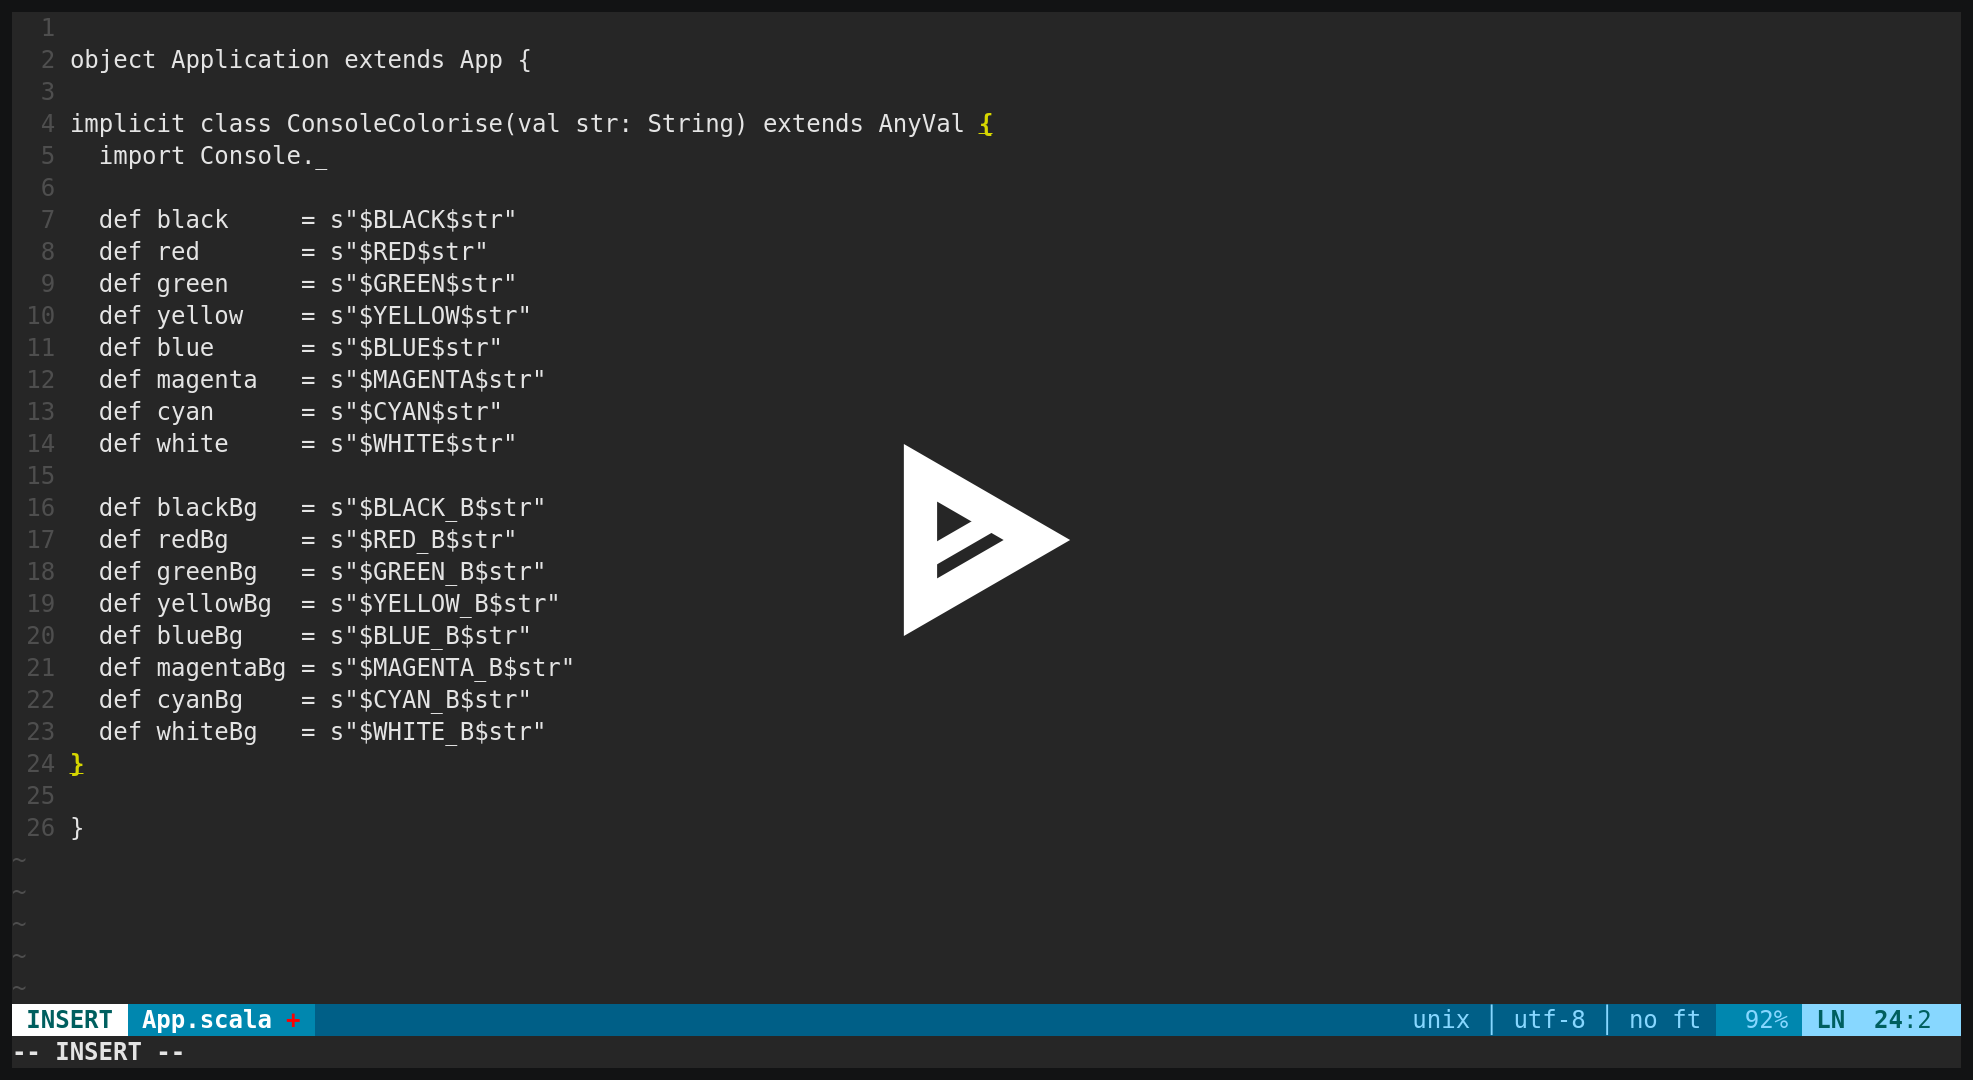 1
2 object Application extends App {
3
4 implicit class ConsoleColorise(val str: String) extends AnyVal {
5   import Console._
6
7   def black     = s"$BLACK$str"
8   def red       = s"$RED$str"
9   def green     = s"$GREEN$str"
10   def yellow    = s"$YELLOW$str"
11   def blue      = s"$BLUE$str"
12   def magenta   = s"$MAGENTA$str"
13   def cyan      = s"$CYAN$str"
14   def white     = s"$WHITE$str"
15
16   def blackBg   = s"$BLACK_B$str"
17   def redBg     = s"$RED_B$str"
18   def greenBg   = s"$GREEN_B$str"
19   def yellowBg  = s"$YELLOW_B$str"
20   def blueBg    = s"$BLUE_B$str"
21   def magentaBg = s"$MAGENTA_B$str"
22   def cyanBg    = s"$CYAN_B$str"
23   def whiteBg   = s"$WHITE_B$str"
24 }
25
26 }
~
~
~
~
~
INSERT App.scala + unix │ utf-8 │ no ft 92% LN 24:2
-- INSERT --